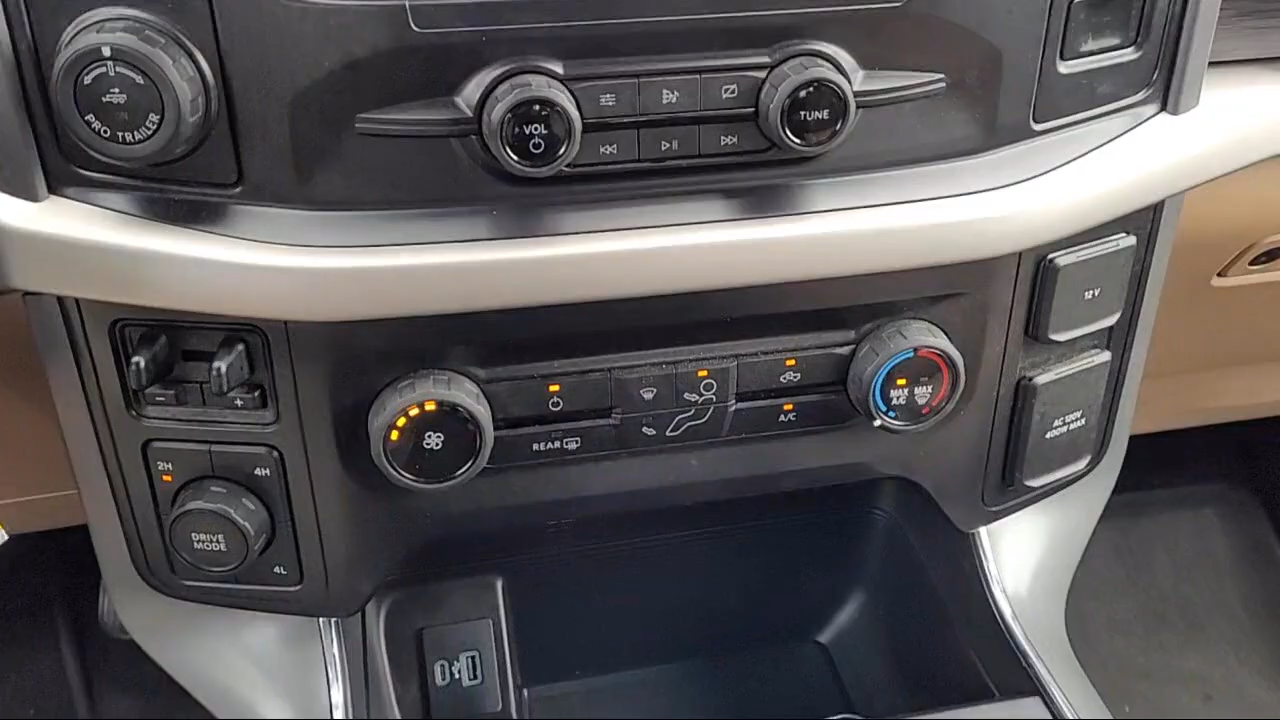 PRO TRAILER
VOL
TUNE
12V
2H
4H
REAR
A/C
MAX
A/C
MAX
AC 120V
400W MAX
DRIVE
MODE
4L